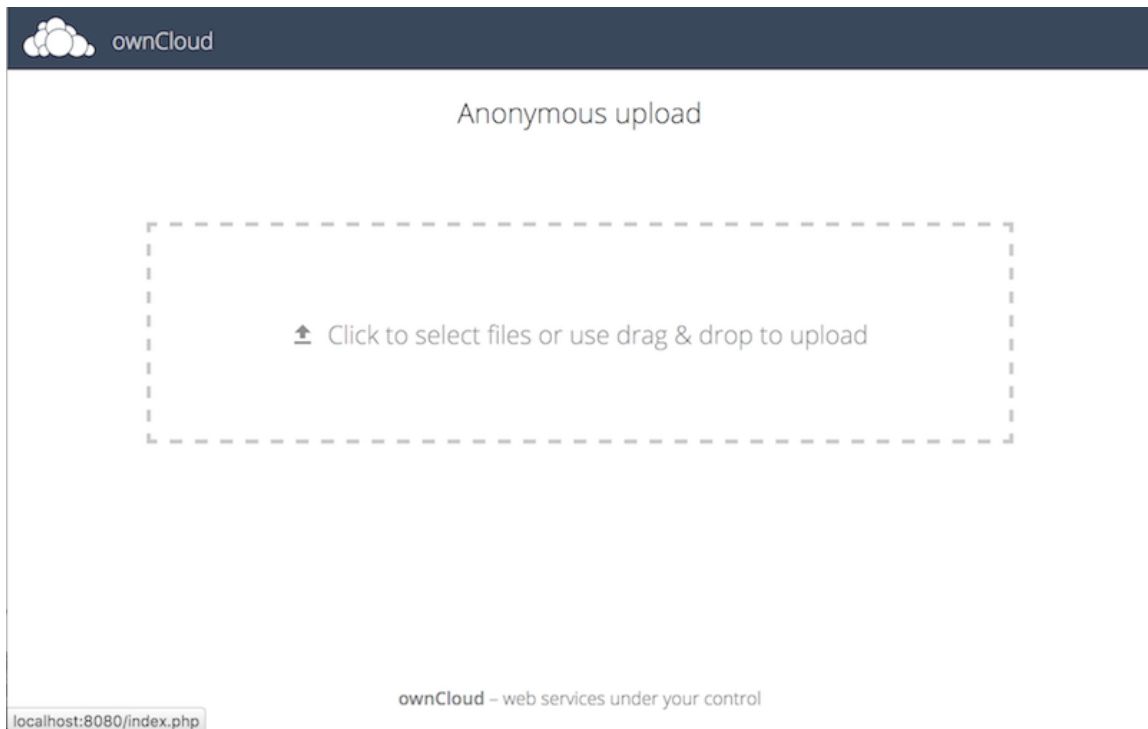 ownCloud
Anonymous upload
Click to select files or use drag & drop to upload
ownCloud – web services under your control
localhost:8080/index.php